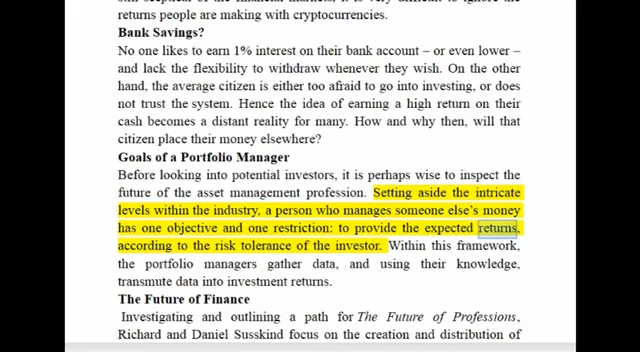 returns people are making with cryptocurrencies.
Bank Savings?
No one likes to earn 1% interest on their bank account – or even lower –
and lack the flexibility to withdraw whenever they wish. On the other
hand, the average citizen is either too afraid to go into investing, or does
not trust the system. Hence the idea of earning a high return on their
cash becomes a distant reality for many. How and why then, will that
citizen place their money elsewhere?
Goals of a Portfolio Manager
Before looking into potential investors, it is perhaps wise to inspect the
future of the asset management profession. Setting aside the intricate
levels within the industry, a person who manages someone else's money
has one objective and one restriction: to provide the expected returns,
according to the risk tolerance of the investor. Within this framework,
the portfolio managers gather data, and using their knowledge,
transmute data into investment returns.
The Future of Finance
Investigating and outlining a path for The Future of Professions,
Richard and Daniel Susskind focus on the creation and distribution of